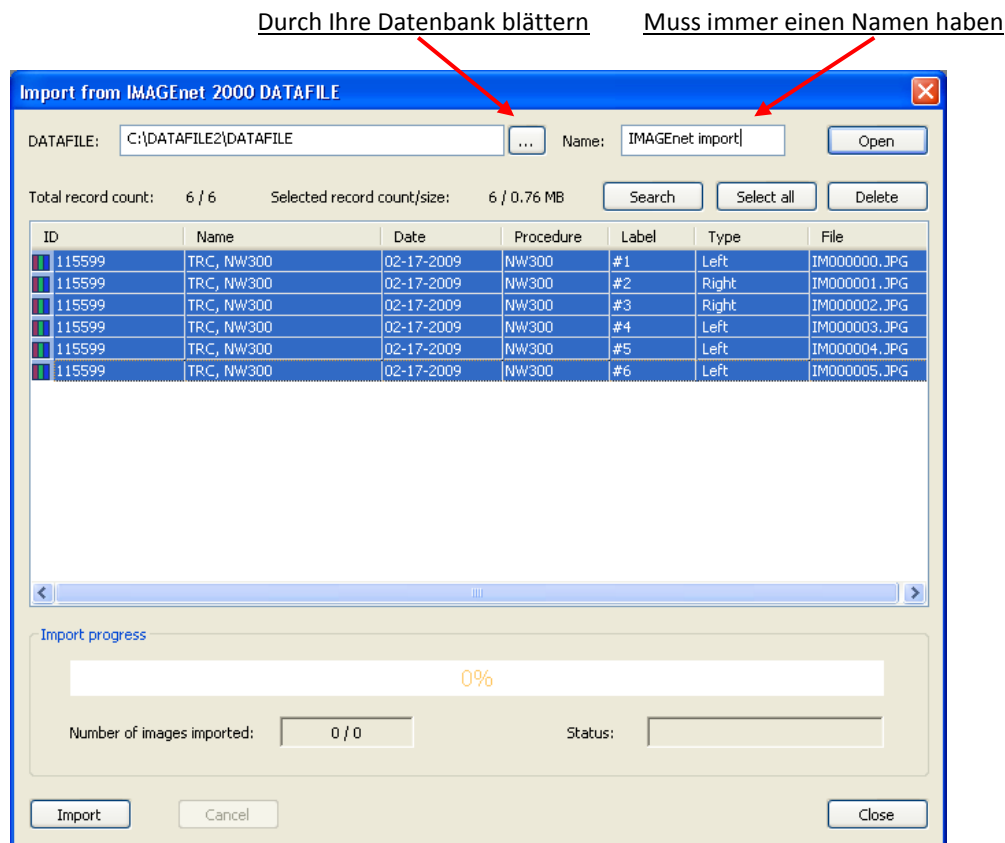 Durch Ihre Datenbank blättern Muss immer einen Namen haben
Import from IMAGEnet 2000 DATAFILE
DATAFILE: C:\DATAFILE2\DATAFILE ... Name: IMAGEnet import Open
Total record count: 6 / 6 Selected record count/size: 6 / 0.76 MB Search Select all Delete
ID Name Date Procedure Label Type File
115599 TRC, NW300 02-17-2009 NW300 #1 Left IM000000.JPG
115599 TRC, NW300 02-17-2009 NW300 #2 Right IM000001.JPG
115599 TRC, NW300 02-17-2009 NW300 #3 Right IM000002.JPG
115599 TRC, NW300 02-17-2009 NW300 #4 Left IM000003.JPG
115599 TRC, NW300 02-17-2009 NW300 #5 Left IM000004.JPG
115599 TRC, NW300 02-17-2009 NW300 #6 Left IM000005.JPG
Import progress
0%
Number of images imported: 0 / 0 Status:
Import Cancel Close